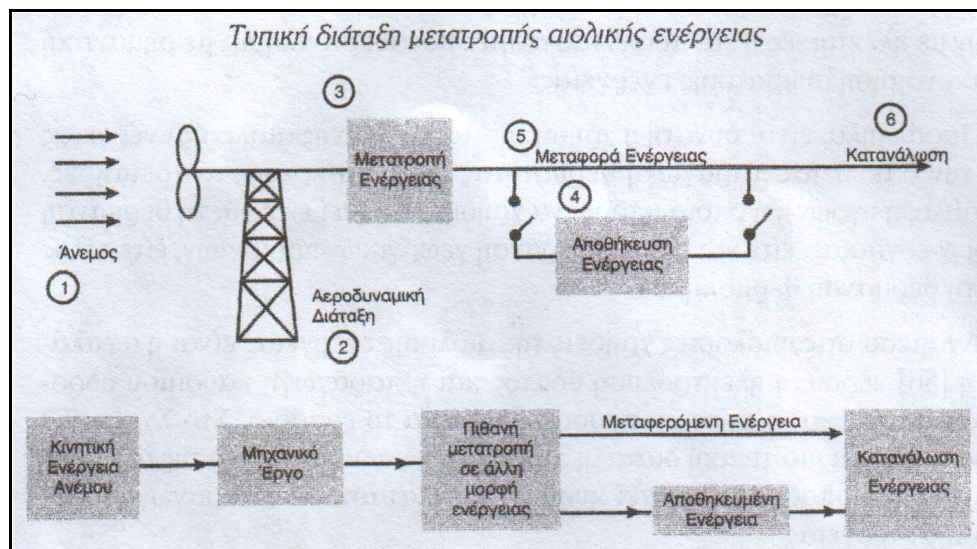 Τυπική διάταξη μετατροπής αιολικής ενέργειας
3
5
6
Μετατροπή
Ενέργειας
Μεταφορά Ενέργειας
Κατανάλωση
4
Αποθήκευση
Ενέργειας
Άνεμος
1
Αεροδυναμική
Διάταξη
2
Κινητική
Ενέργεια
Ανέμου
Μηχανικό
Έργο
Πιθανή
μετατροπή
σε άλλη
μορφή
ενέργειας
Μεταφερόμενη Ενέργεια
Αποθηκευμένη
Ενέργεια
Κατανάλωση
Ενέργειας